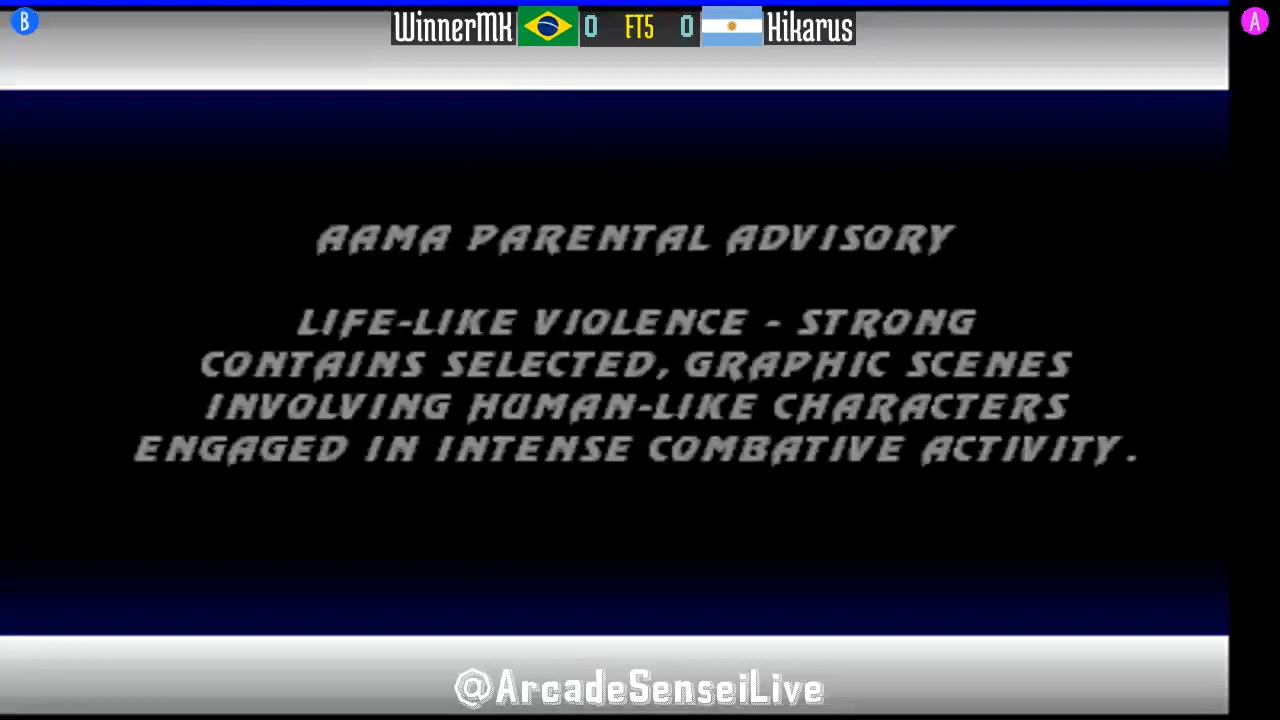 B
WinnerMK 0 FT5 0 Hikarus
A
AAMA PARENTAL ADVISORY
LIFE-LIKE VIOLENCE - STRONG
CONTAINS SELECTED, GRAPHIC SCENES
INVOLVING HUMAN-LIKE CHARACTERS
ENGAGED IN INTENSE COMBATIVE ACTIVITY.
@ArcadeSenseiLive